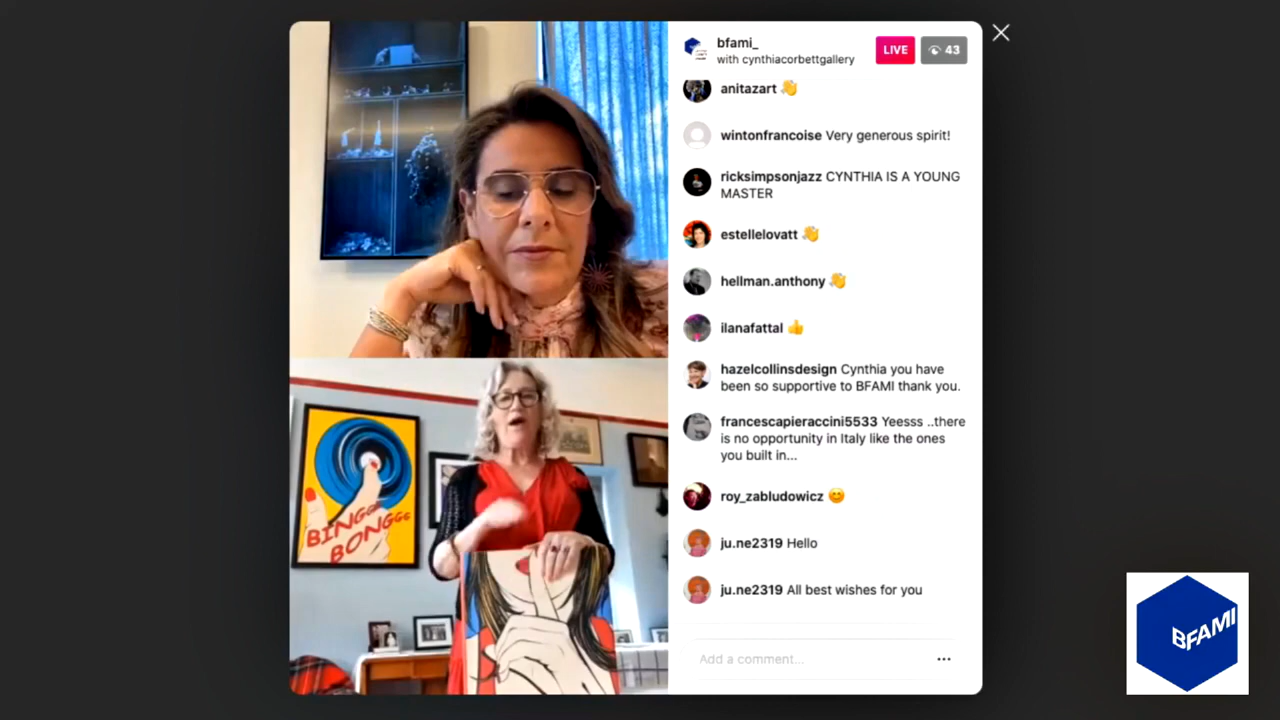 bfami_
with cynthiacorbettgallery
LIVE
43
anitazart 👋
wintonfrancoise Very generous spirit!
ricksimpsonjazz CYNTHIA IS A YOUNG
MASTER
estellelovatt 👋
hellman.anthony 👋
ilanafattal 👍
hazelcollinsdesign Cynthia you have
been so supportive to BFAMI thank you.
francescapieraccini5533 Yeesss ..there
is no opportunity in Italy like the ones
you built in...
roy_zabludowicz 😊
ju.ne2319 Hello
ju.ne2319 All best wishes for you
Add a comment...
BINGGG
BONGGG
BFAMI